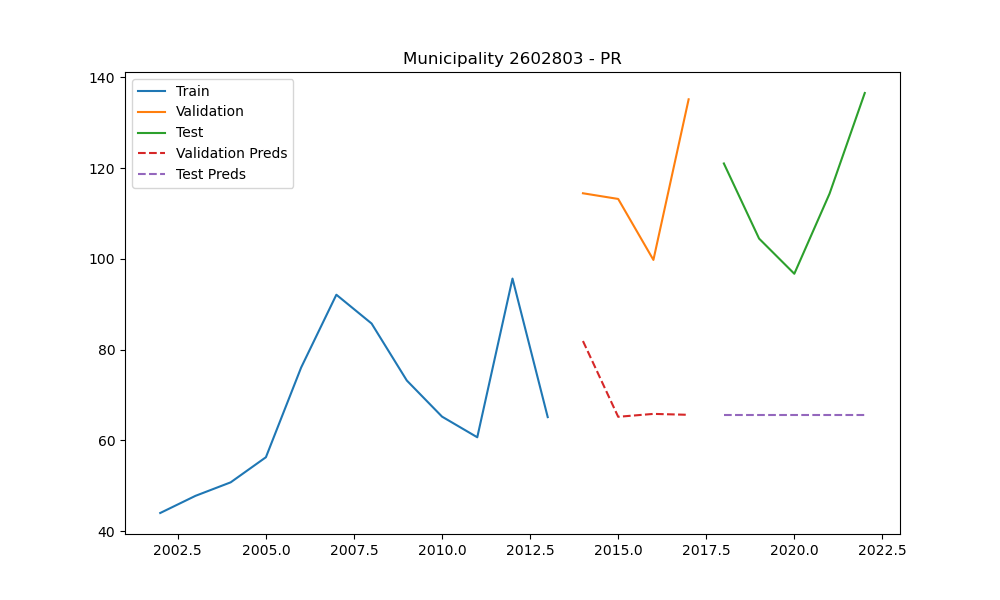 Municipality 2602803 - PR
140
120
100
80
60
40
Train
Validation
Test
Validation Preds
Test Preds
2002.5 2005.0 2007.5 2010.0 2012.5 2015.0 2017.5 2020.0 2022.5